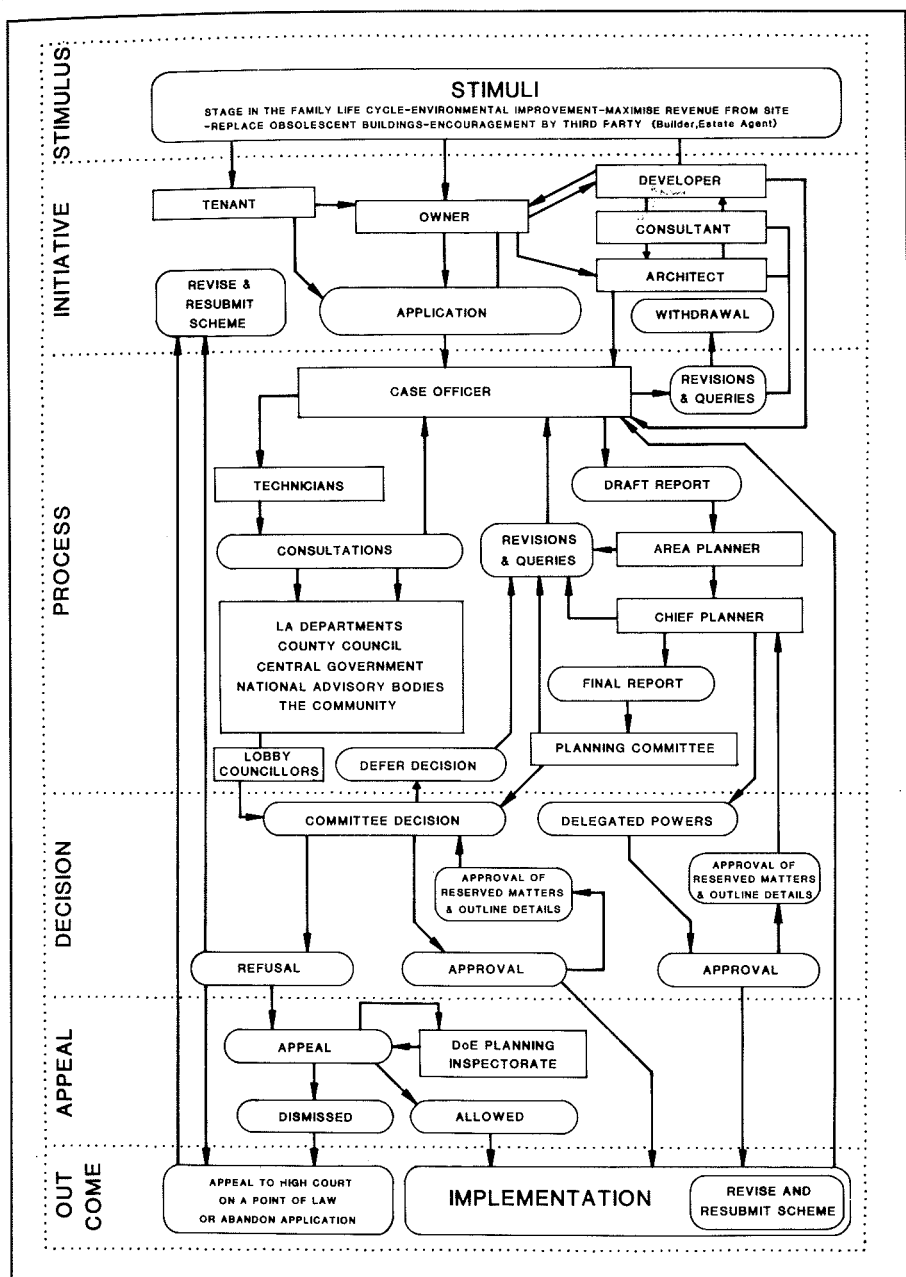 STIMULUS
STIMULI
STAGE IN THE FAMILY LIFE CYCLE-ENVIRONMENTAL IMPROVEMENT-MAXIMISE REVENUE FROM SITE
-REPLACE OBSOLESCENT BUILDINGS-ENCOURAGEMENT BY THIRD PARTY (Builder,Estate Agent)
INITIATIVE
TENANT
OWNER
DEVELOPER
CONSULTANT
ARCHITECT
REVISE &
RESUBMIT
SCHEME
APPLICATION
WITHDRAWAL
PROCESS
CASE OFFICER
REVISIONS
& QUERIES
TECHNICIANS
DRAFT REPORT
CONSULTATIONS
REVISIONS
& QUERIES
AREA PLANNER
CHIEF PLANNER
LA DEPARTMENTS
COUNTY COUNCIL
CENTRAL GOVERNMENT
NATIONAL ADVISORY BODIES
THE COMMUNITY
FINAL REPORT
PLANNING COMMITTEE
LOBBY
COUNCILLORS
DEFER DECISION
DECISION
COMMITTEE DECISION
DELEGATED POWERS
APPROVAL OF
RESERVED MATTERS
& OUTLINE DETAILS
APPROVAL OF
RESERVED MATTERS
& OUTLINE DETAILS
REFUSAL
APPROVAL
APPROVAL
APPEAL
APPEAL
DoE PLANNING
INSPECTORATE
DISMISSED
ALLOWED
OUT
COME
APPEAL TO HIGH COURT
ON A POINT OF LAW
OR ABANDON APPLICATION
IMPLEMENTATION
REVISE AND
RESUBMIT SCHEME